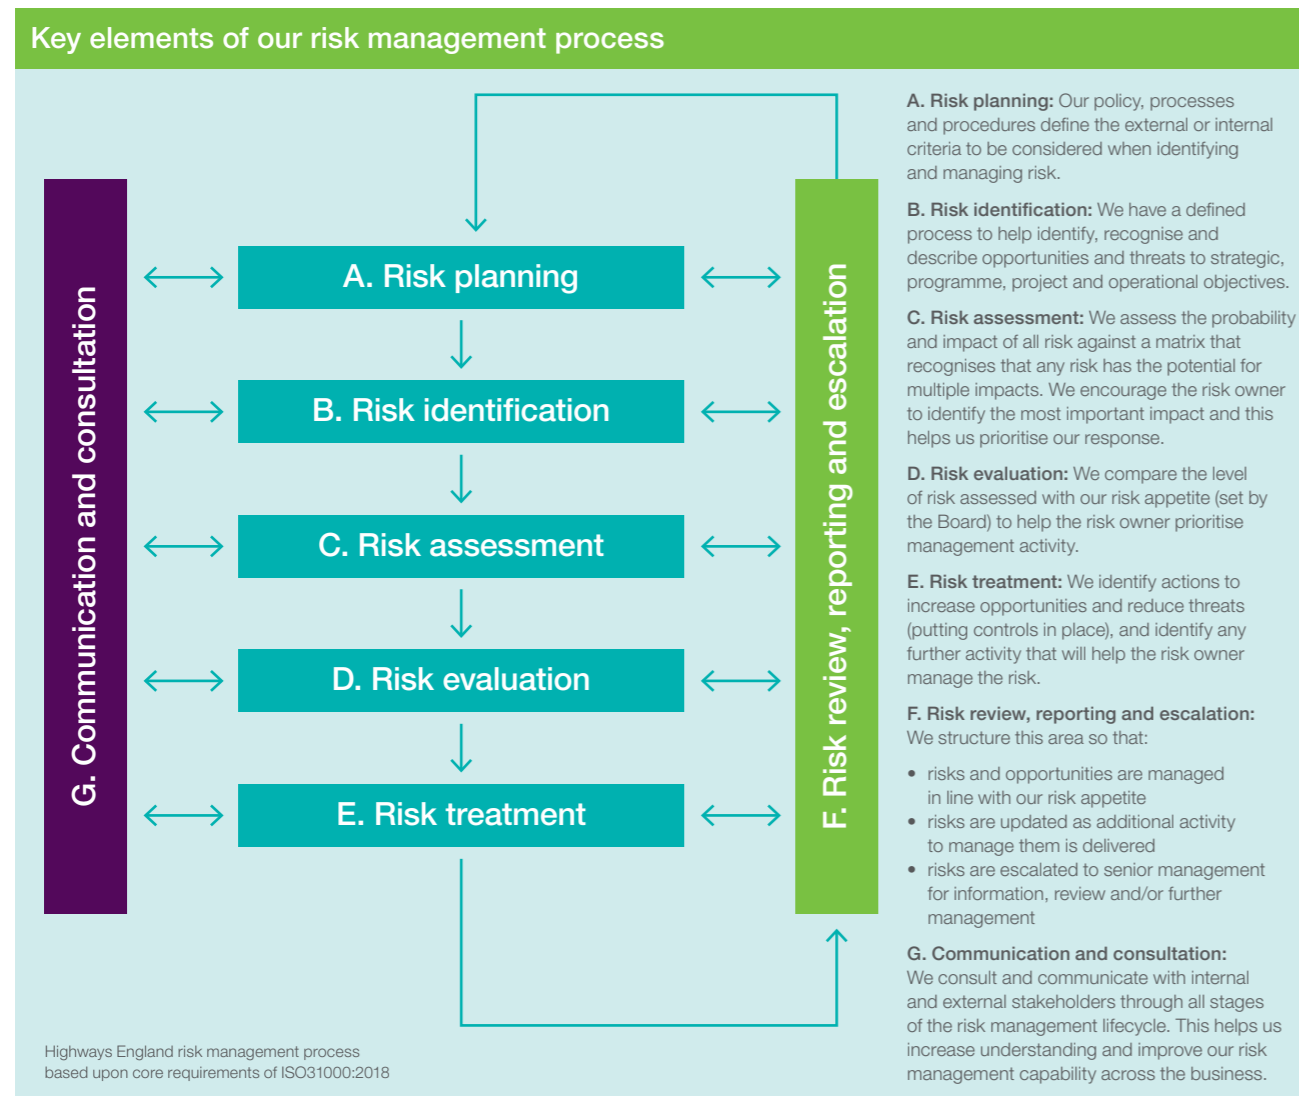 Key elements of our risk management process
G. Communication and consultation
A. Risk planning
B. Risk identification
C. Risk assessment
D. Risk evaluation
E. Risk treatment
F. Risk review, reporting and escalation
Highways England risk management process
based upon core requirements of ISO31000:2018
A. Risk planning: Our policy, processes
and procedures define the external or internal
criteria to be considered when identifying
and managing risk.
B. Risk identification: We have a defined
process to help identify, recognise and
describe opportunities and threats to strategic,
programme, project and operational objectives.
C. Risk assessment: We assess the probability
and impact of all risk against a matrix that
recognises that any risk has the potential for
multiple impacts. We encourage the risk owner
to identify the most important impact and this
helps us prioritise our response.
D. Risk evaluation: We compare the level
of risk assessed with our risk appetite (set by
the Board) to help the risk owner prioritise
management activity.
E. Risk treatment: We identify actions to
increase opportunities and reduce threats
(putting controls in place), and identify any
further activity that will help the risk owner
manage the risk.
F. Risk review, reporting and escalation:
We structure this area so that:
• risks and opportunities are managed
in line with our risk appetite
• risks are updated as additional activity
to manage them is delivered
• risks are escalated to senior management
for information, review and/or further
management
G. Communication and consultation:
We consult and communicate with internal
and external stakeholders through all stages
of the risk management lifecycle. This helps us
increase understanding and improve our risk
management capability across the business.